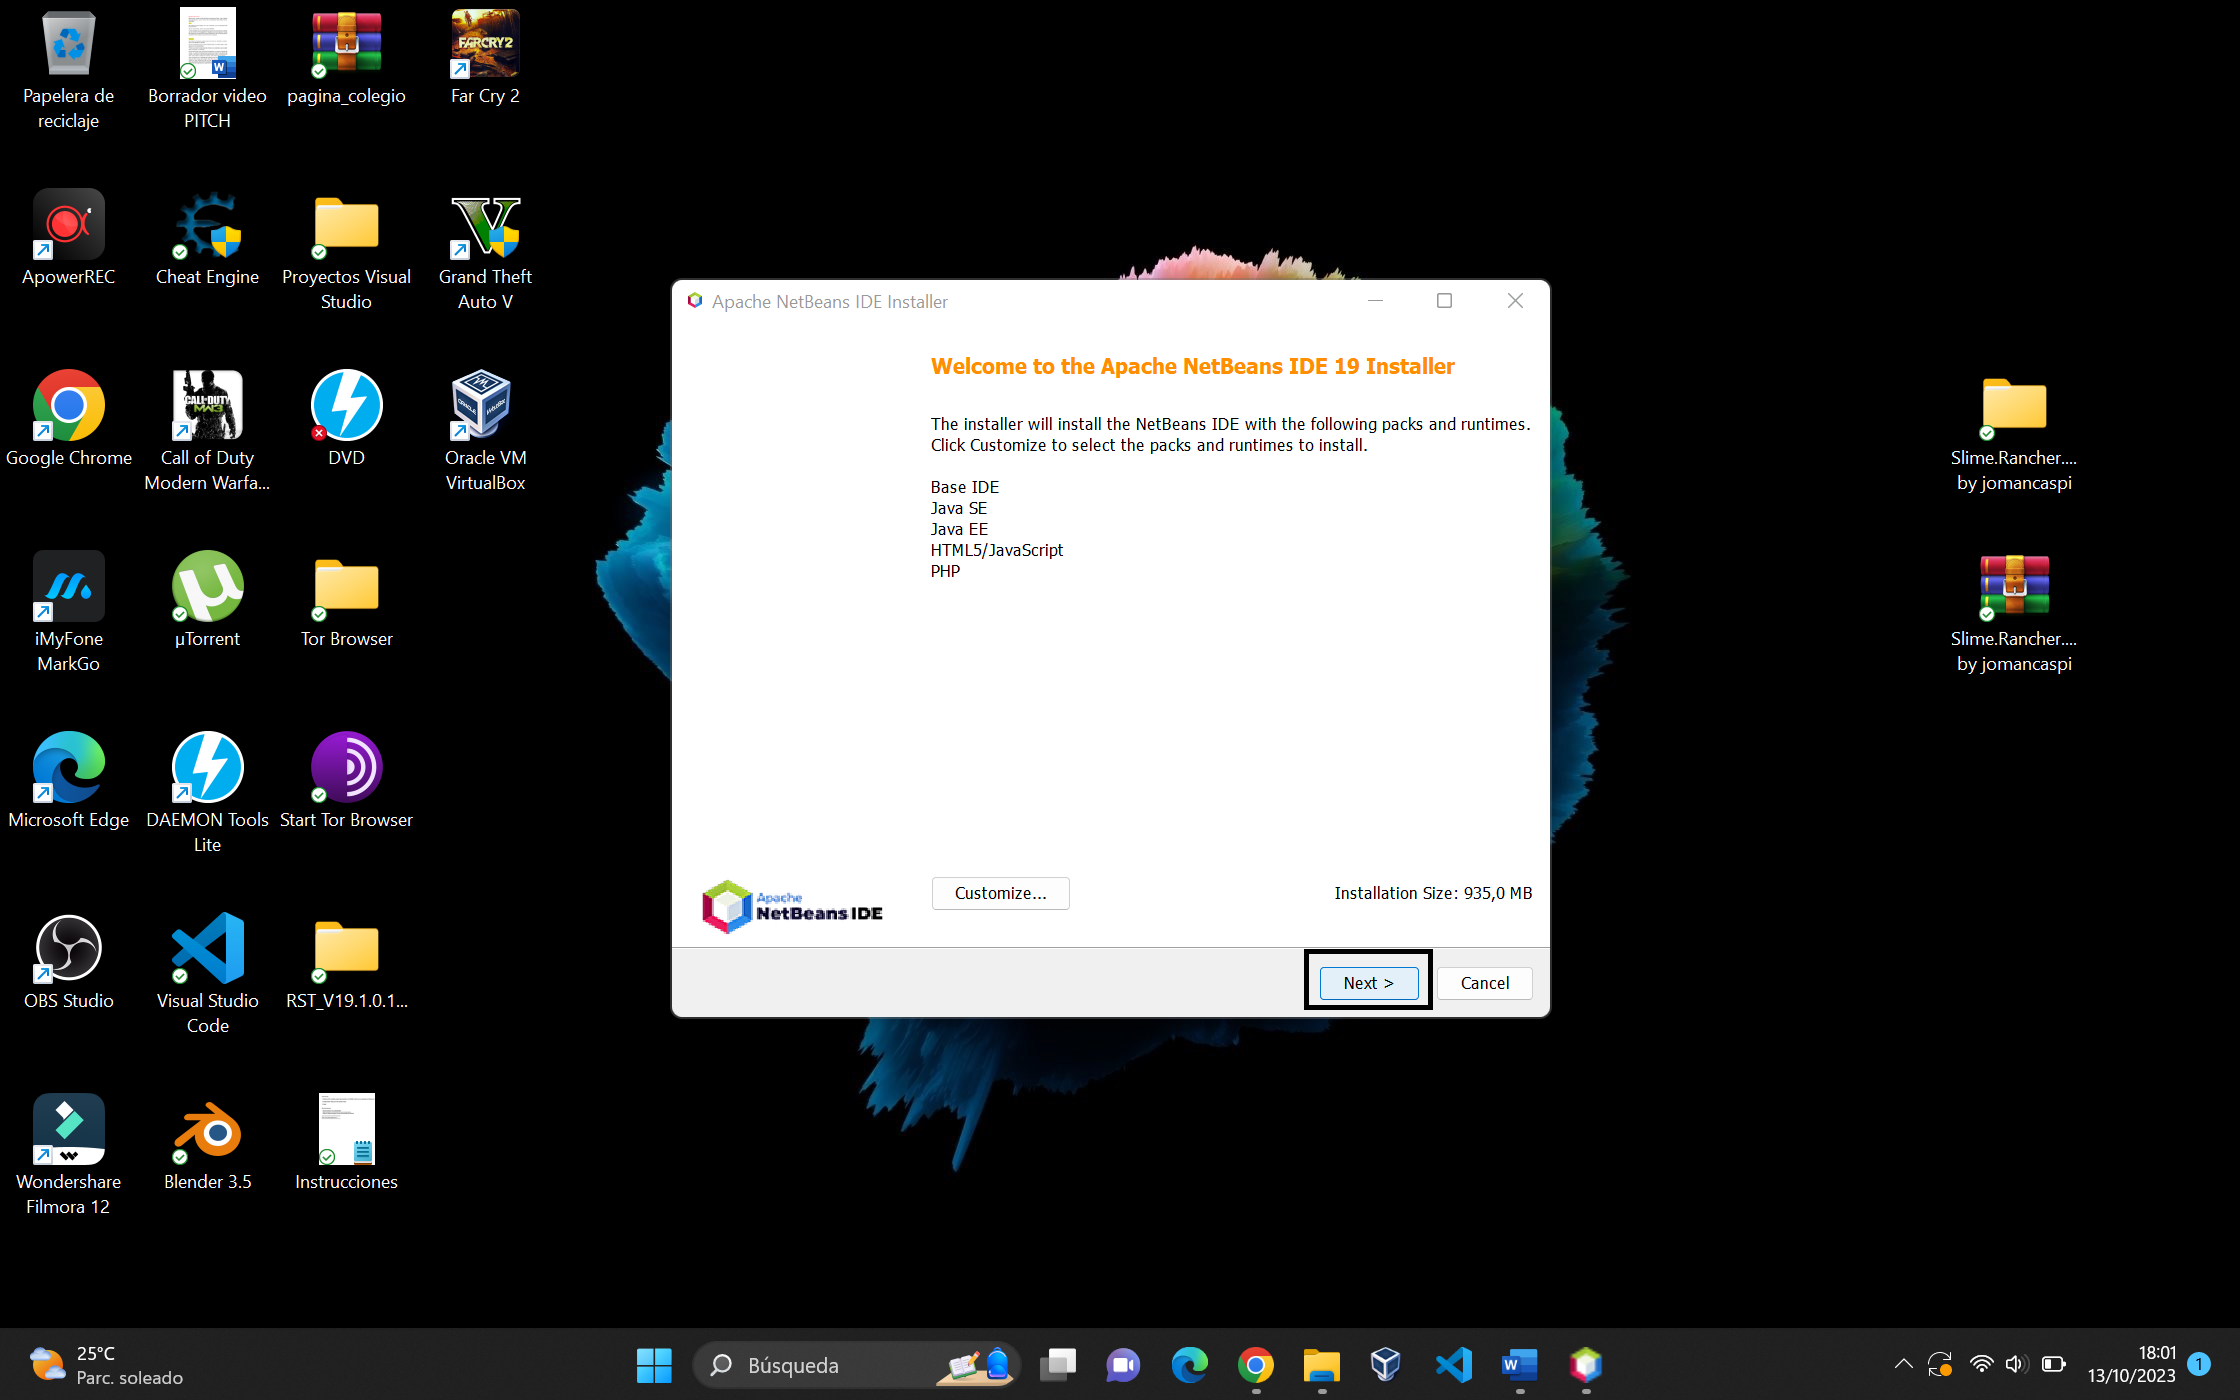 Papelera de
reciclaje
Borrador video
PITCH
pagina_colegio
FARCRY2
Far Cry 2
ApowerREC
Cheat Engine
Proyectos Visual
Studio
Grand Theft
Auto V
Google Chrome
CALL OF DUTY
MW3
Call of Duty
Modern Warfa...
DVD
Oracle VM
VirtualBox
iMyFone
MarkGo
µTorrent
Tor Browser
Microsoft Edge
DAEMON Tools
Lite
Start Tor Browser
OBS Studio
Visual Studio
Code
RST_V19.1.0.1...
Wondershare
Filmora 12
Blender 3.5
Instrucciones
Apache NetBeans IDE Installer
Welcome to the Apache NetBeans IDE 19 Installer
The installer will install the NetBeans IDE with the following packs and runtimes.
Click Customize to select the packs and runtimes to install.
Base IDE
Java SE
Java EE
HTML5/JavaScript
PHP
Apache
NetBeans IDE
Customize...
Installation Size: 935,0 MB
Next >
Cancel
Slime.Rancher....
by jomancaspi
Slime.Rancher....
by jomancaspi
25°C
Parc. soleado
Búsqueda
18:01
13/10/2023
1